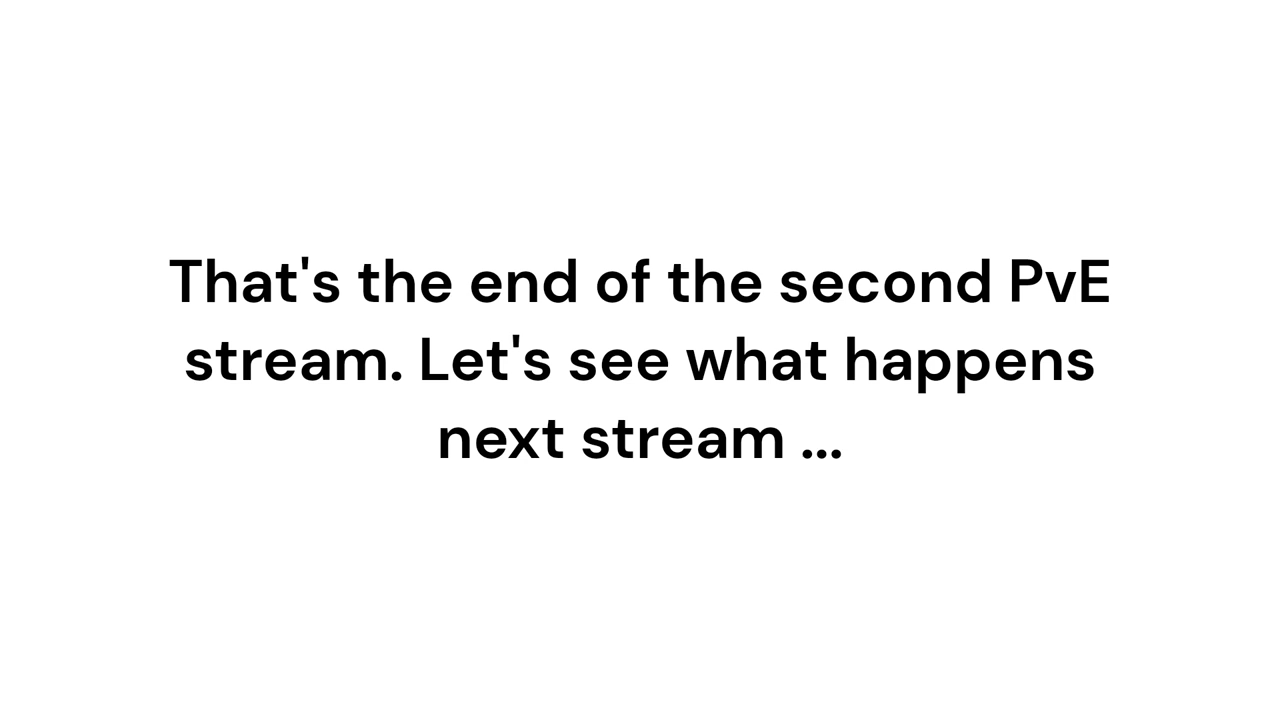 That's the end of the second PvE
stream. Let's see what happens
next stream ...